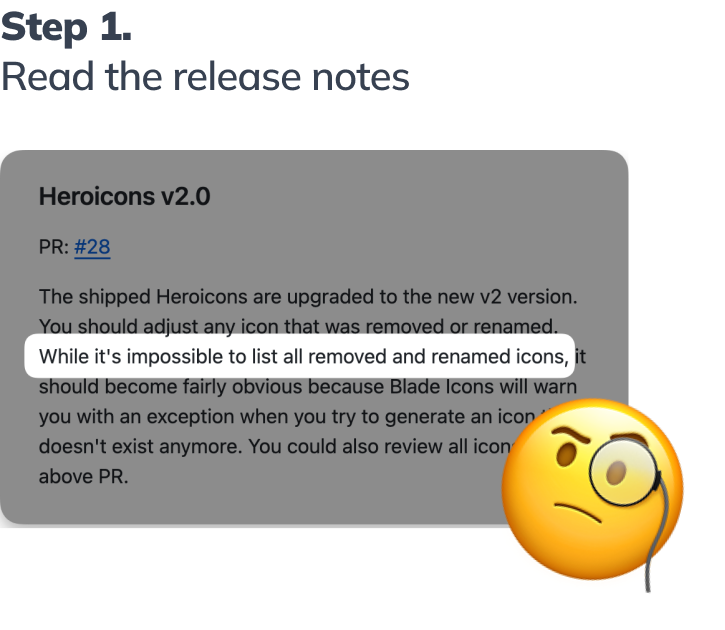 Step 1.
Read the release notes
Heroicons v2.0
PR: #28
The shipped Heroicons are upgraded to the new v2 version.
You should adjust any icon that was removed or renamed.
While it's impossible to list all removed and renamed icons, it
should become fairly obvious because Blade Icons will warn
you with an exception when you try to generate an icon
doesn't exist anymore. You could also review all icon
above PR.